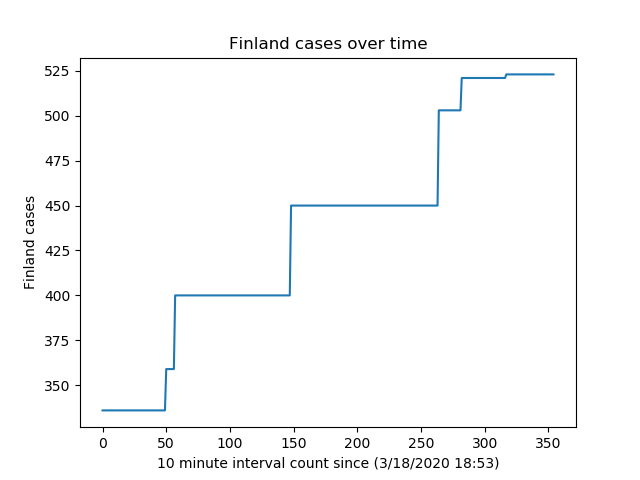 Finland cases over time
525
500
475
450
425
400
375
350
Finland cases
0 50 100 150 200 250 300 350
10 minute interval count since (3/18/2020 18:53)